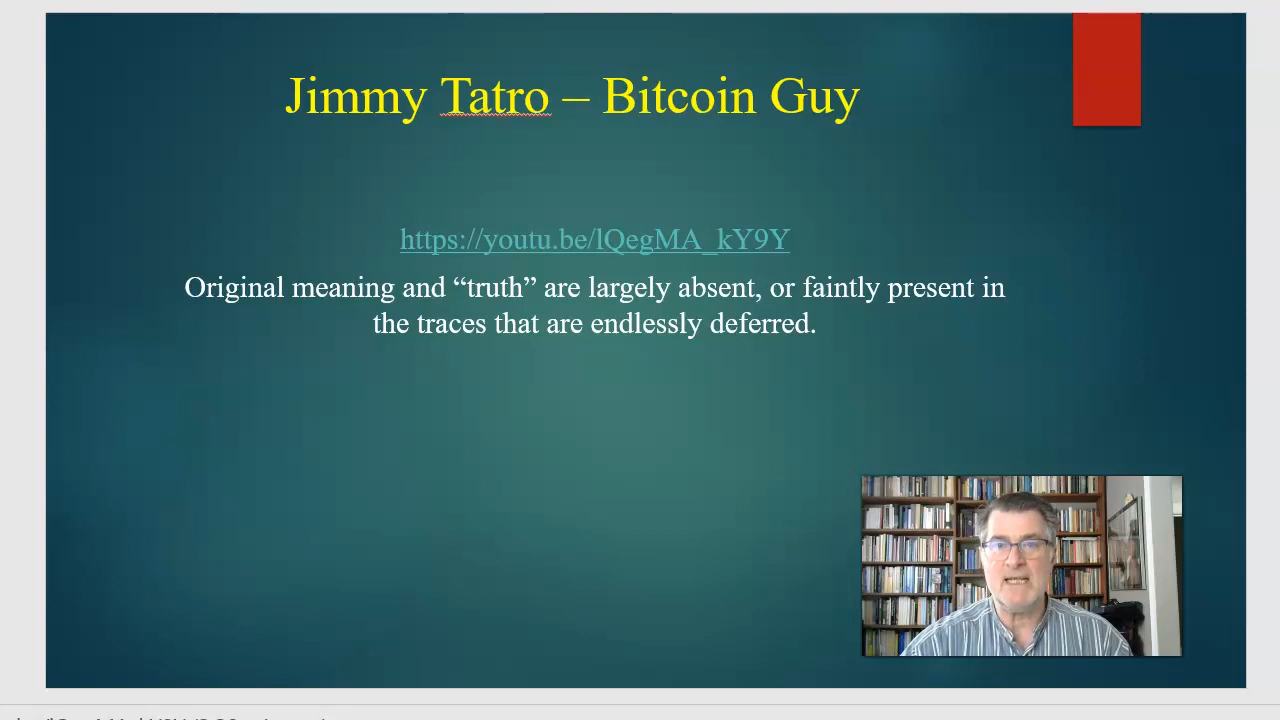 Jimmy Tatro – Bitcoin Guy
https://youtu.be/lQegMA_kY9Y
Original meaning and “truth” are largely absent, or faintly present in
the traces that are endlessly deferred.